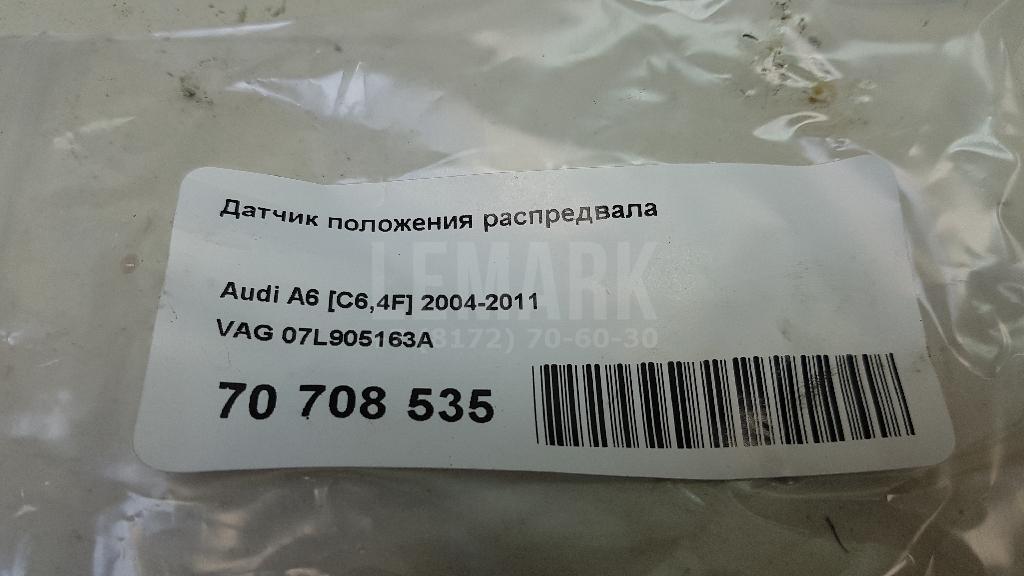 Датчик положения распредвала
LEMARK
Audi A6 [C6,4F] 2004-2011
VAG 07L905163A
(8172) 70-60-30
70 708 535